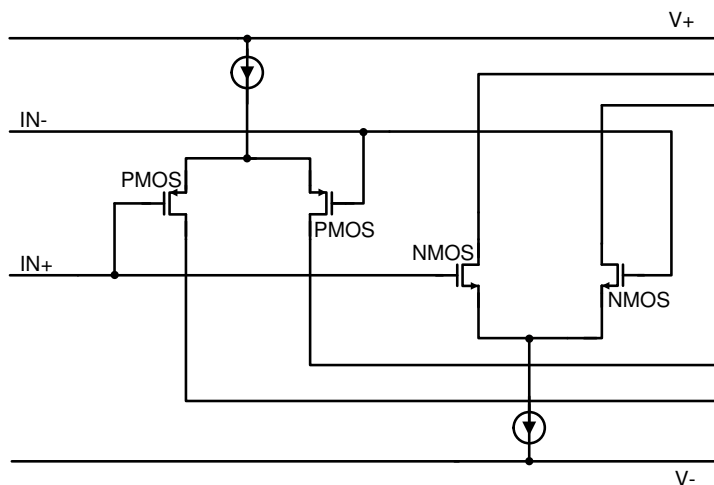 V+
IN-
PMOS
PMOS
NMOS
IN+
NMOS
V-